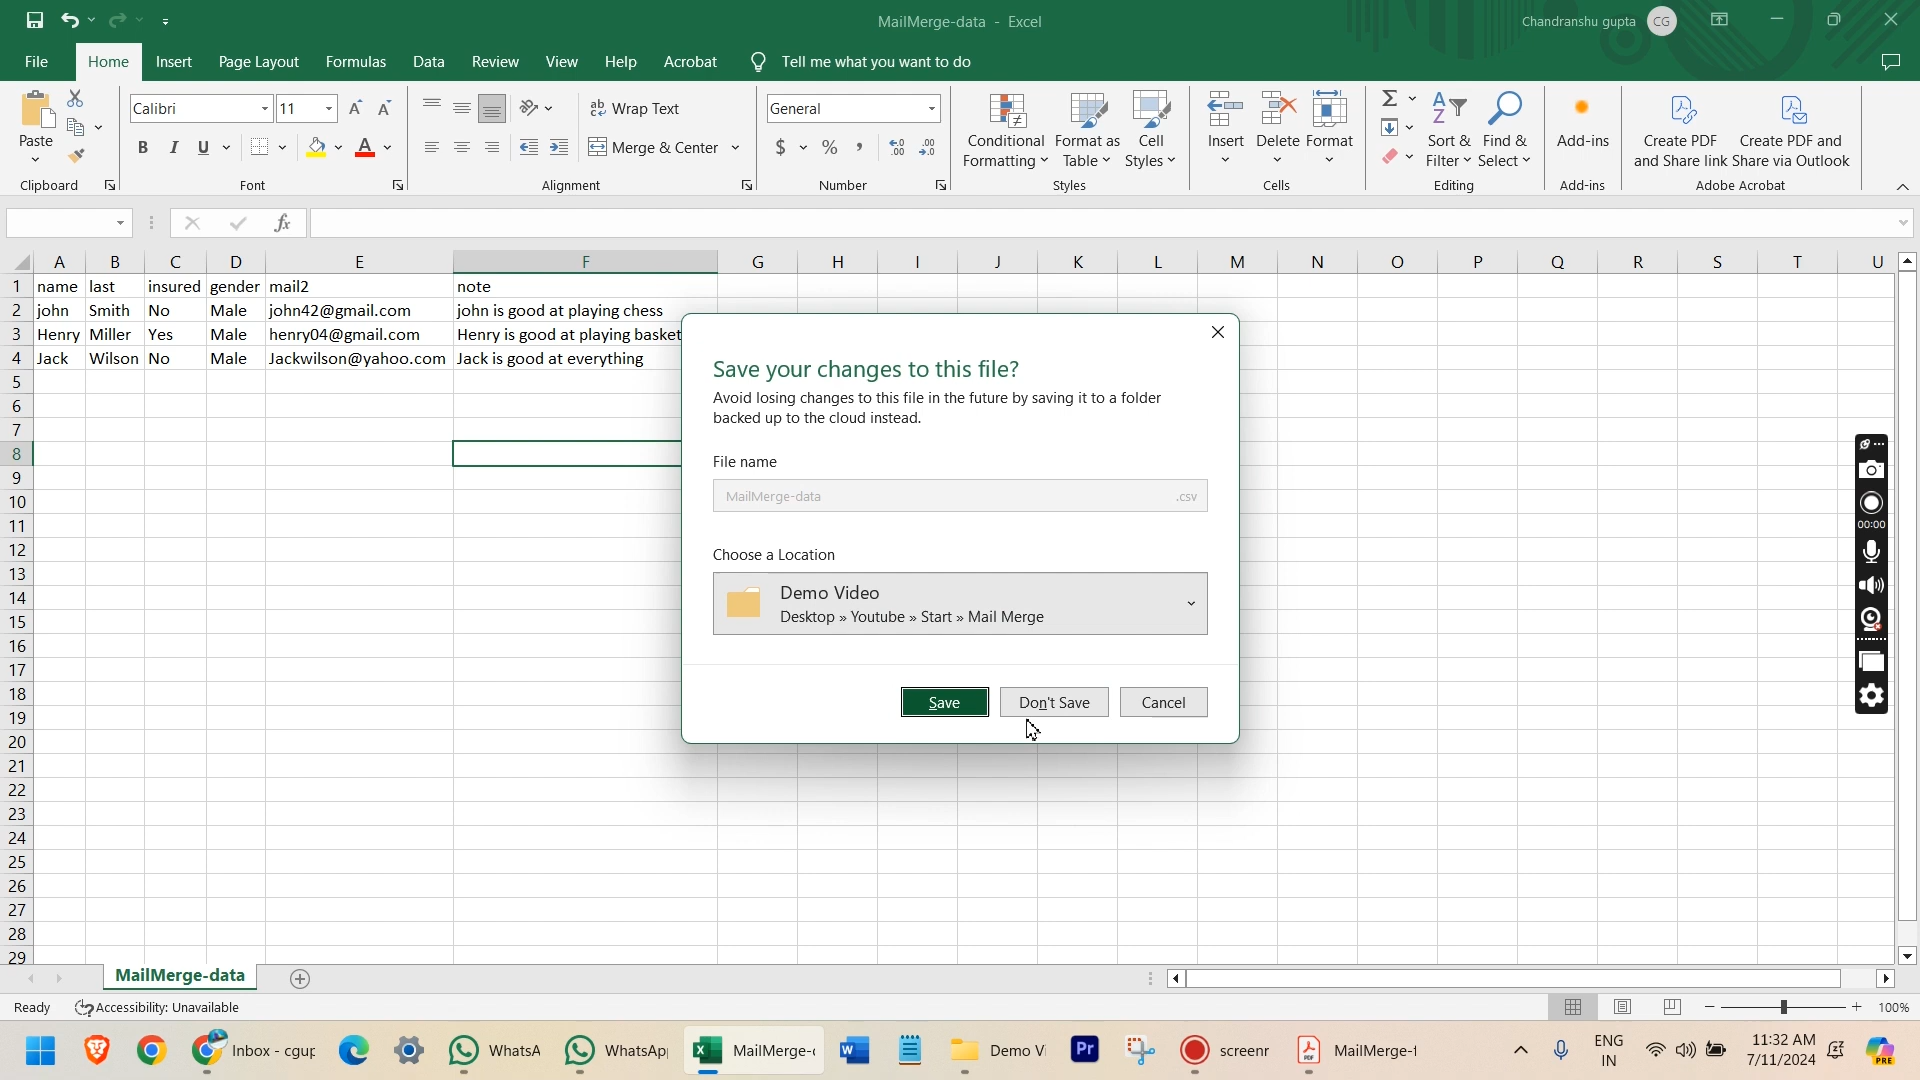 MailMerge-data - Excel
Chandranshu gupta
CG
File
Home
Insert
Page Layout
Formulas
Data
Review
View
Help
Acrobat
Tell me what you want to do
Paste
Clipboard
Calibri
11
B I U
A
Font
Wrap Text
Merge & Center
Alignment
General
$ % ,
Number
Conditional Formatting
Format as Table
Cell Styles
Styles
Insert
Delete
Format
Cells
Sort & Filter
Find & Select
Editing
Add-ins
Add-ins
Create PDF and Share link
Create PDF and Share via Outlook
Adobe Acrobat
fx
A B C D E F G H I J K L M N O P Q R S T U
1 name last insured gender mail2 note
2 john Smith No Male john42@gmail.com john is good at playing chess
3 Henry Miller Yes Male henry04@gmail.com Henry is good at playing basket
4 Jack Wilson No Male Jackwilson@yahoo.com Jack is good at everything
5
6
7
8
9
10
11
12
13
14
15
16
17
18
19
20
21
22
23
24
25
26
27
28
29
Save your changes to this file?
Avoid losing changes to this file in the future by saving it to a folder
backed up to the cloud instead.
File name
MailMerge-data .csv
Choose a Location
Demo Video
Desktop » Youtube » Start » Mail Merge
Save
Don't Save
Cancel
00:00
MailMerge-data
Ready
Accessibility: Unavailable
100%
Inbox - cgup
WhatsA
WhatsAp
MailMerge-
Demo Vi
Pr
screenr
MailMerge-f
ENG
IN
11:32 AM
7/11/2024
PRE